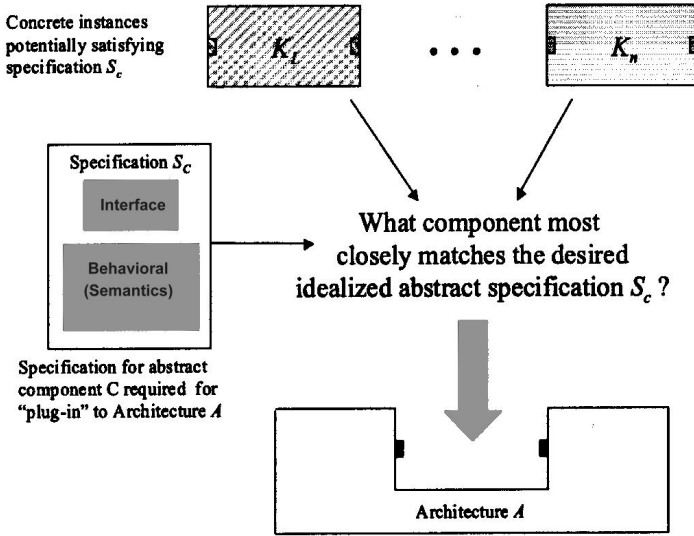 Concrete instances
potentially satisfying
specification S_c
K_1
• • •
K_n
Specification S_C
Interface
Behavioral
(Semantics)
What component most
closely matches the desired
idealized abstract specification S_c ?
Specification for abstract
component C required for
“plug-in” to Architecture A
Architecture A